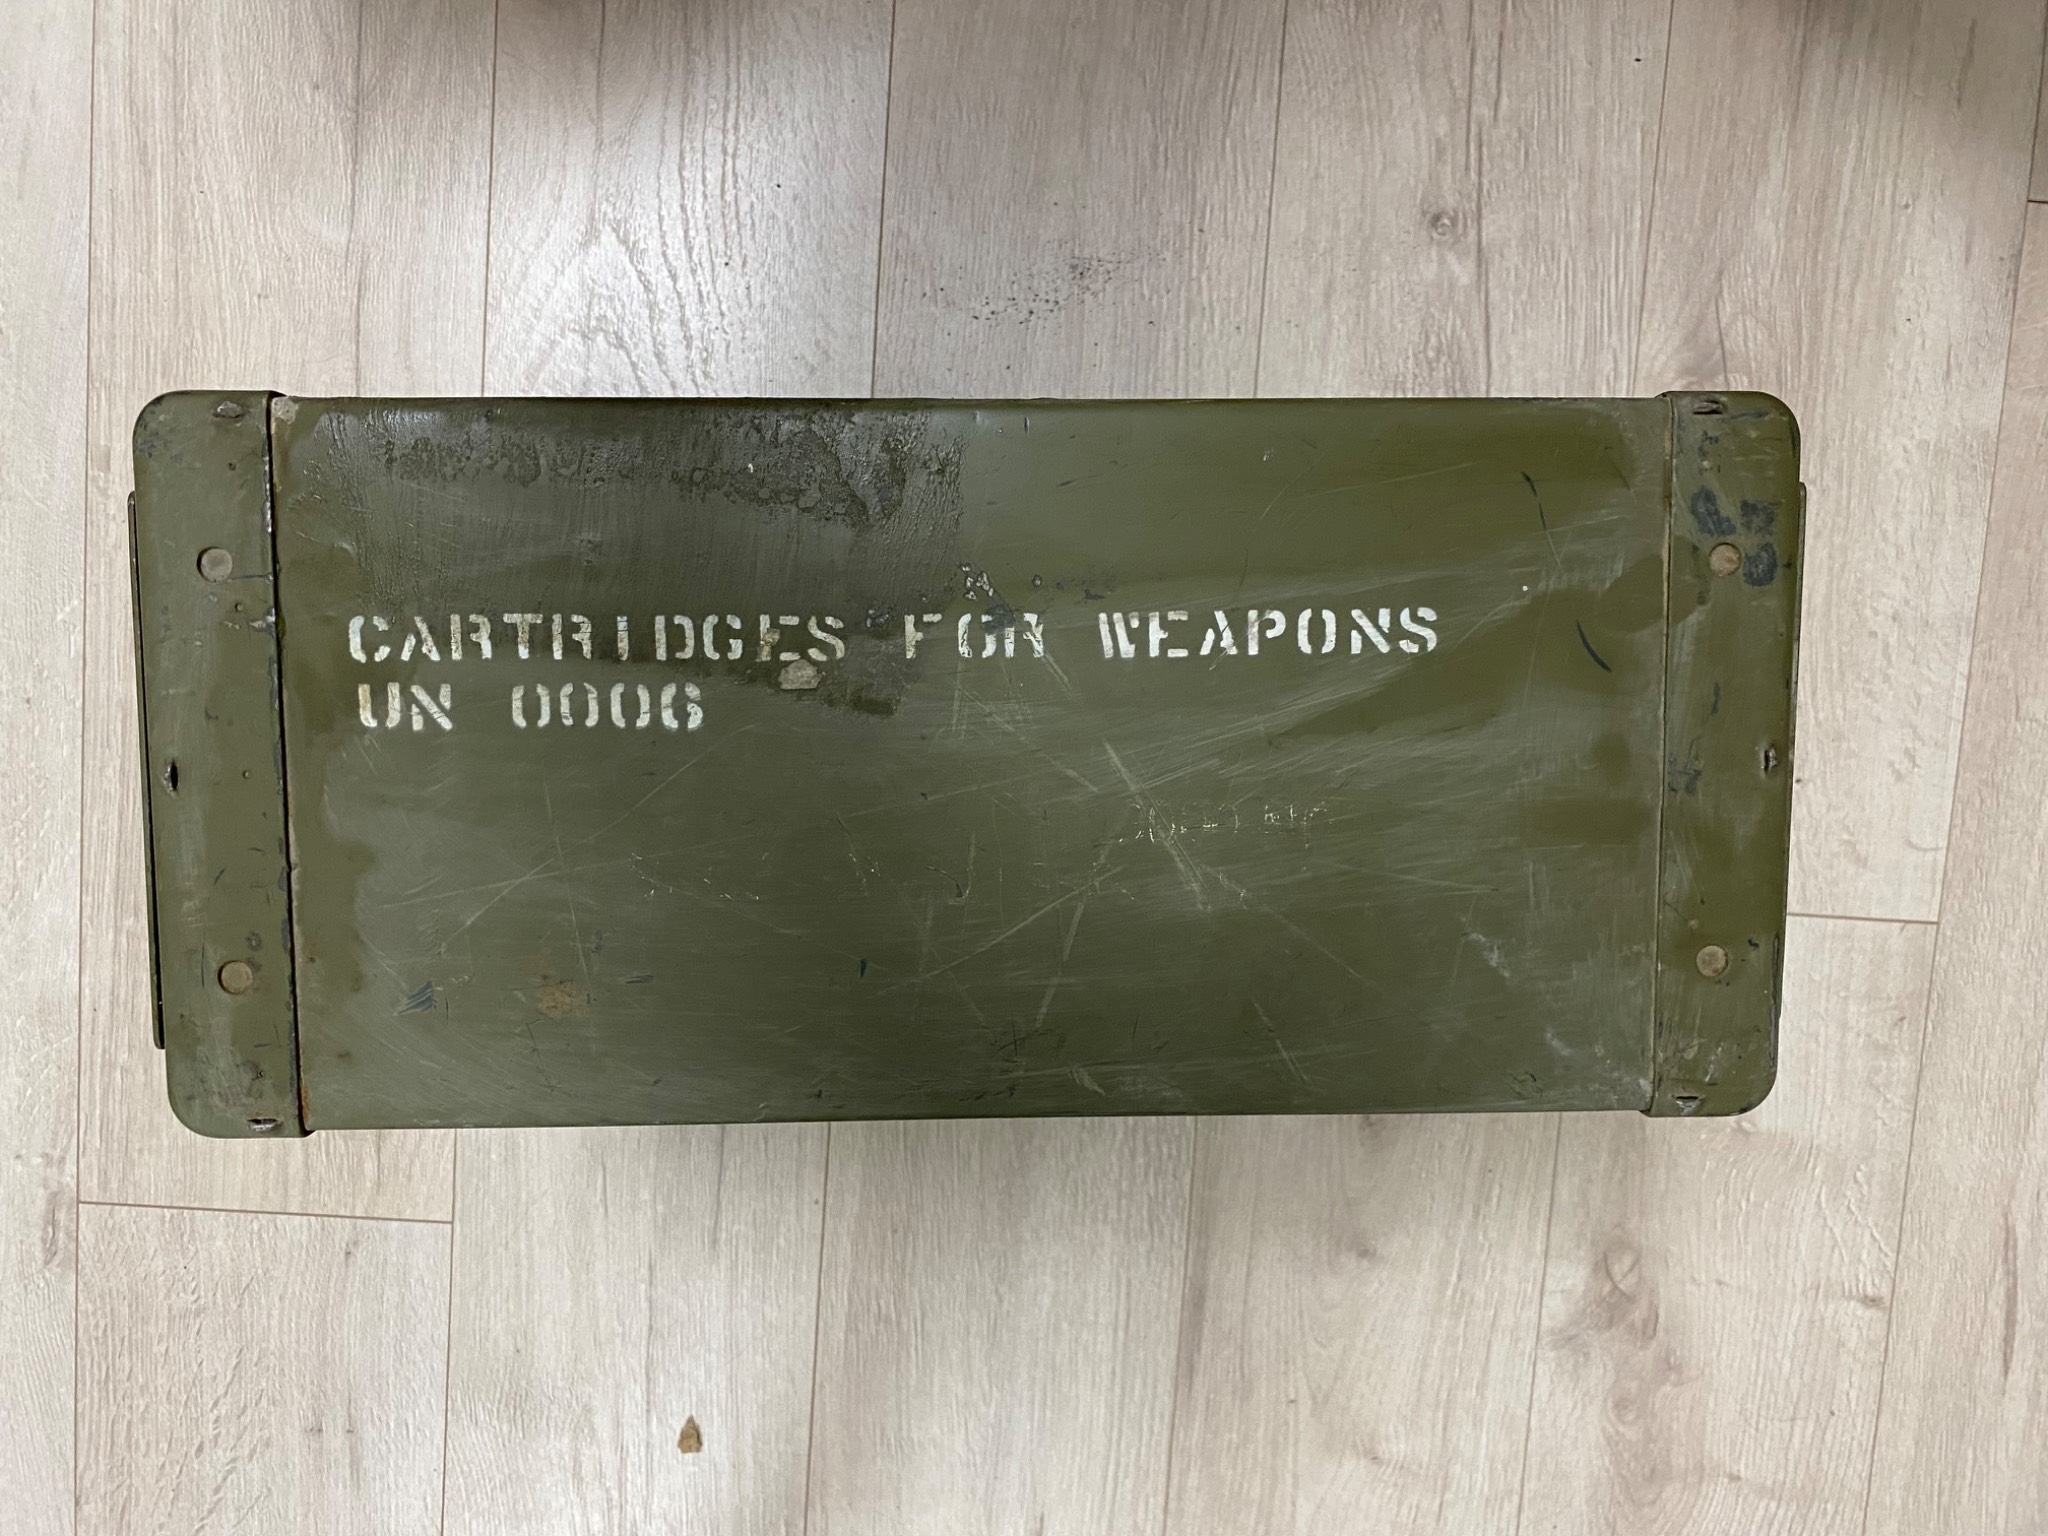 CARTRIDGES FOR WEAPONS
UN 0006